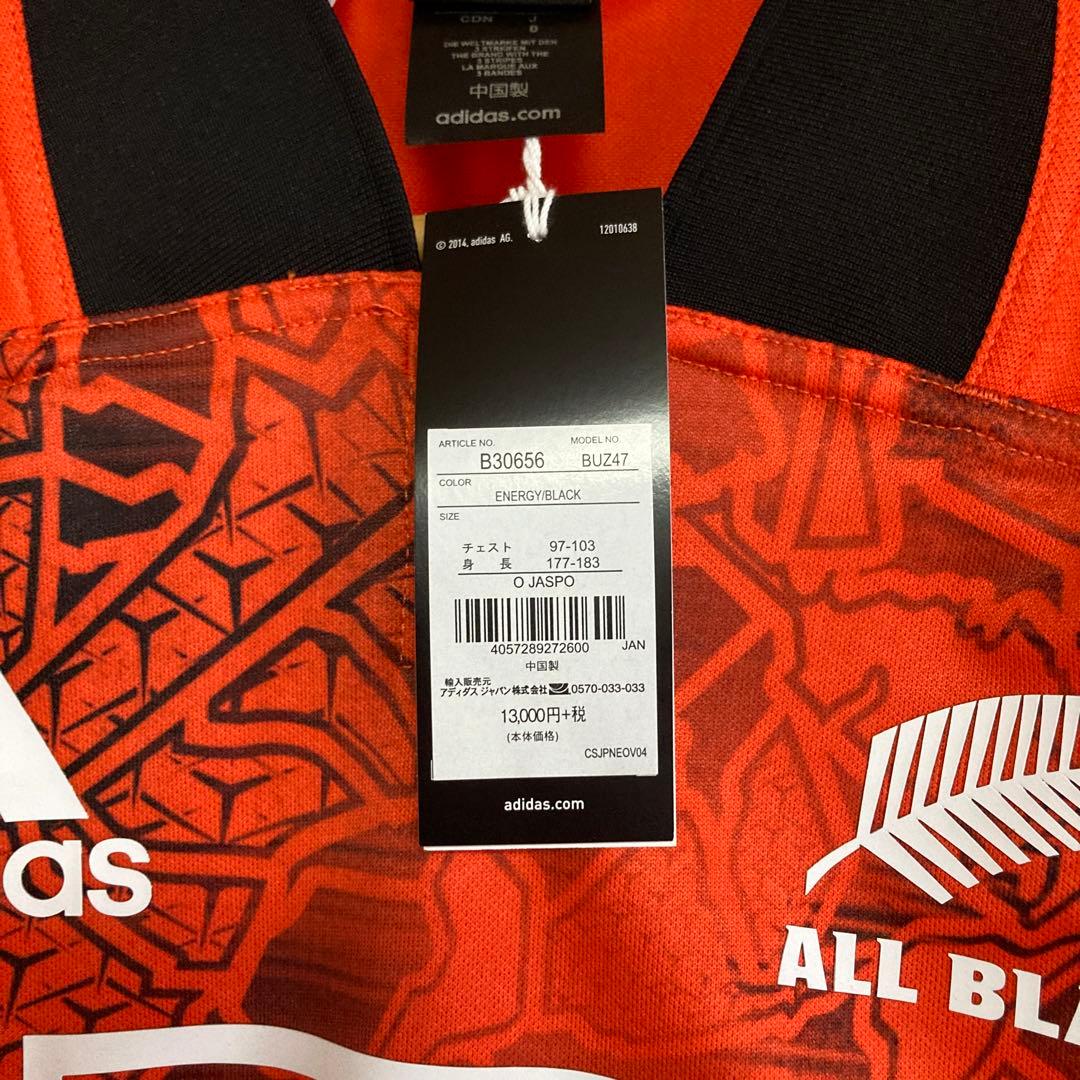 CDN J
D
DIE WELTMARKE MIT DEN
3 STREIFEN
THE BRAND WITH THE
3 STRIPES
LA MARQUE AUX
3 BANDES
中国製
adidas.com
© 2014, adidas AG.
12010638
ARTICLE NO. MODEL NO.
B30656 BUZ47
COLOR
ENERGY/BLACK
SIZE
チェスト 97-103
身 長 177-183
O JASPO
4057289272600 JAN
中国製
輸入販売元
アディダス ジャパン株式会社 0570-033-033
13,000円+税
(本体価格)
CSJPNEOV04
adidas.com
as
ALL BLA